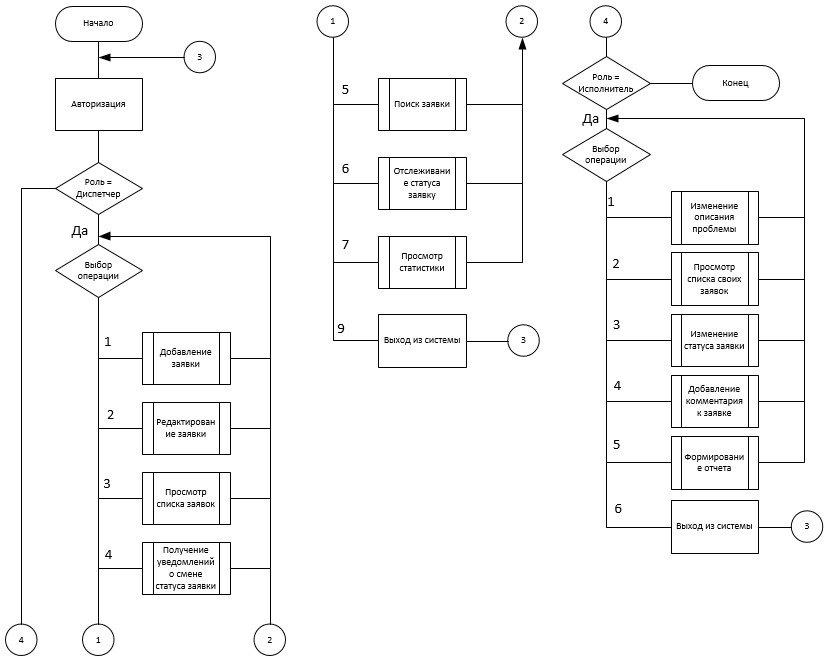 Начало
3
Авторизация
Роль =
Диспетчер
Да
Выбор
операции
1
Добавление
заявки
2
Редактирован
ие заявки
3
Просмотр
списка заявок
4
Получение
уведомлений
о смене
статуса заявки
4
1
2
1
2
5
Поиск заявки
6
Отслеживани
е статуса
заявку
7
Просмотр
статистики
9
Выход из системы
3
4
Роль =
Исполнитель
Конец
Да
Выбор
операции
1
Изменение
описания
проблемы
2
Просмотр
списка своих
заявок
3
Изменение
статуса заявки
4
Добавление
комментария
к заявке
5
Формировани
е отчета
6
Выход из системы
3